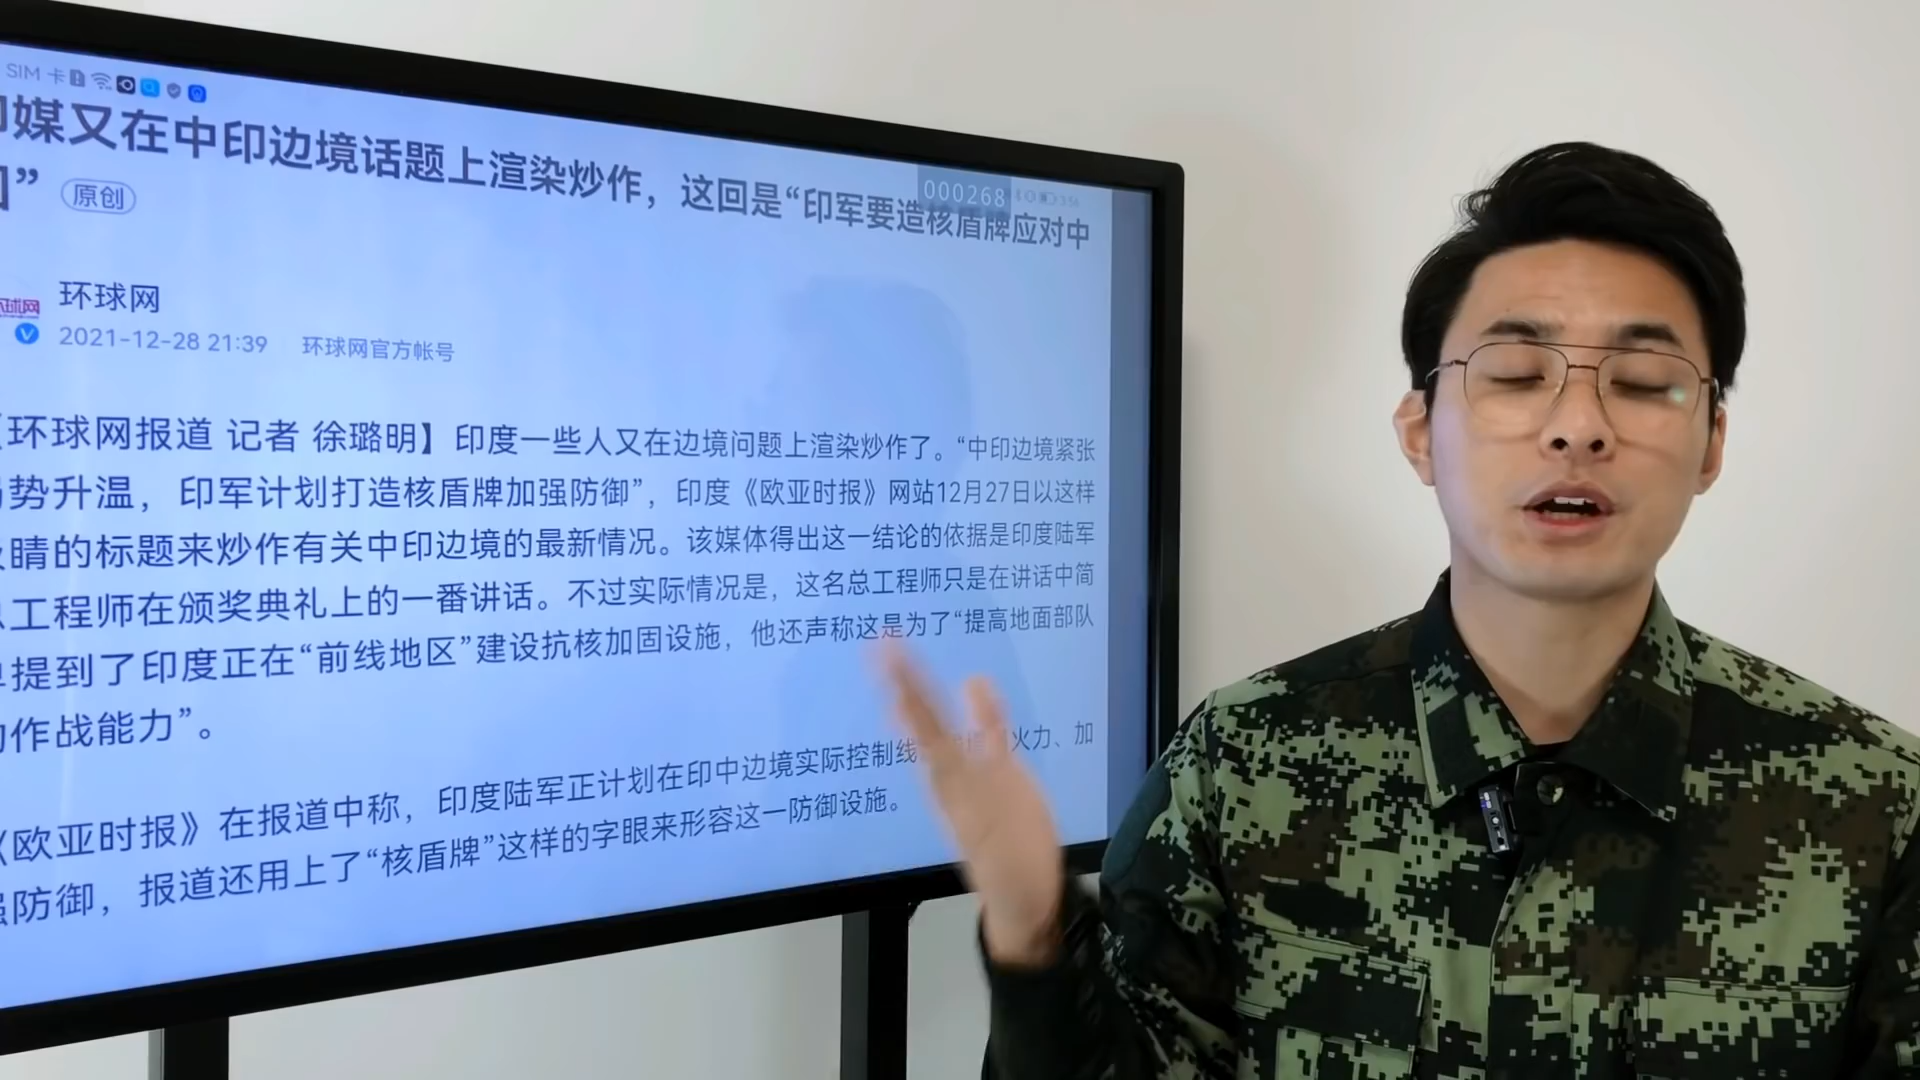 SIM 卡
媒又在中印边境话题上渲染炒作，这回是“印军要造核盾牌应对中
000268
” 原创
环球网
环球网
2021-12-28 21:39 环球网官方帐号
【环球网报道 记者 徐璐明】印度一些人又在边境问题上渲染炒作了。“中印边境紧张
势升温，印军计划打造核盾牌加强防御”，印度《欧亚时报》网站12月27日以这样
睛的标题来炒作有关中印边境的最新情况。该媒体得出这一结论的依据是印度陆军
工程师在颁奖典礼上的一番讲话。不过实际情况是，这名总工程师只是在讲话中简
提到了印度正在“前线地区”建设抗核加固设施，他还声称这是为了“提高地面部队
作战能力”。
《欧亚时报》在报道中称，印度陆军正计划在印中边境实际控制线 火力、加
防御，报道还用上了“核盾牌”这样的字眼来形容这一防御设施。